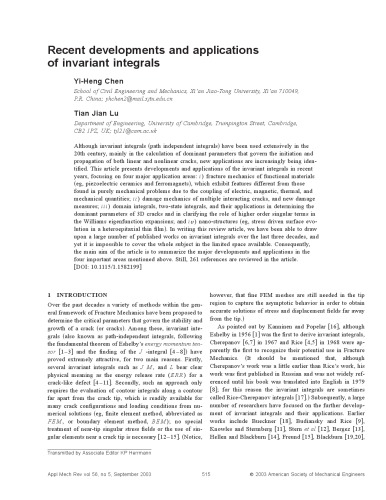 Recent developments and applications
of invariant integrals
Yi-Heng Chen
School of Civil Engineering and Mechanics, Xi'an Jiao-Tong University, Xi'an 710049,
P.R. China; yhchen2@mail.xjtu.edu.cn
Tian Jian Lu
Department of Engineering, University of Cambridge, Trumpington Street, Cambridge,
CB2 1PZ, UK; tjl21@cam.ac.uk
Although invariant integrals (path independent integrals) have been used extensively in the
20th century, mainly in the calculation of dominant parameters that govern the initiation and
propagation of both linear and nonlinear cracks, new applications are increasingly being iden-
tified. This article presents developments and applications of the invariant integrals in recent
years, focusing on four major application areas: i) fracture mechanics of functional materials
(eg, piezoelectric ceramics and ferromagnets), which exhibit features different from those
found in purely mechanical problems due to the coupling of electric, magnetic, thermal, and
mechanical quantities; ii) damage mechanics of multiple interacting cracks, and new damage
measures; iii) domain integrals, two-state integrals, and their applications in determining the
dominant parameters of 3D cracks and in clarifying the role of higher order singular terms in
the Williams eigenfunction expansions; and iv) nano-structures (eg, stress driven surface evo-
lution in a heteroepitaxial thin film). In writing this review article, we have been able to draw
upon a large number of published works on invariant integrals over the last three decades, and
yet it is impossible to cover the whole subject in the limited space available. Consequently,
the main aim of the article is to summarize the major developments and applications in the
four important areas mentioned above. Still, 261 references are reviewed in the article.
[DOI: 10.1115/1.1582199]
1 INTRODUCTION
Over the past decades a variety of methods within the gen-
eral framework of Fracture Mechanics have been proposed to
determine the critical parameters that govern the stability and
growth of a crack (or cracks). Among these, invariant inte-
grals (also known as path-independent integrals, following
the fundamental theorem of Eshelby's energy momentum ten-
sor [1–3] and the finding of the J-integral [4–8]) have
proved extremely attractive, for two main reasons. Firstly,
several invariant integrals such as J, M, and L bear clear
physical meaning as the energy release rate (ERR) for a
crack-like defect [4–11]. Secondly, such an approach only
requires the evaluation of contour integrals along a contour
far apart from the crack tip, which is readily available for
many crack configurations and loading conditions from nu-
merical solutions (eg, finite element method, abbreviated as
FEM, or boundary element method, BEM); no special
treatment of near-tip singular stress fields or the use of sin-
gular elements near a crack tip is necessary [12–15]. (Notice,
however, that fine FEM meshes are still needed in the tip
region to capture the asymptotic behavior in order to obtain
accurate solutions of stress and displacement fields far away
from the tip.)
As pointed out by Kanninen and Popelar [16], although
Eshelby in 1956 [1] was the first to derive invariant integrals,
Cherepanov [6,7] in 1967 and Rice [4,5] in 1968 were ap-
parently the first to recognize their potential use in Fracture
Mechanics. (It should be mentioned that, although
Cherepanov's work was a little earlier than Rice's work, his
work was first published in Russian and was not widely ref-
erenced until his book was translated into English in 1979
[8]; for this reason the invariant integrals are sometimes
called Rice-Cherepanov integrals [17].) Subsequently, a large
number of researchers have focused on the further develop-
ment of invariant integrals and their applications. Earlier
works include Bueckner [18], Budiansky and Rice [9],
Knowles and Sternberg [11], Stern et al [12], Bergez [13],
Hellen and Blackburn [14], Freund [15], Blackburn [19,20],
Transmitted by Associate Editor KP Herrmann
Appl Mech Rev vol 56, no 5, September 2003
515
© 2003 American Society of Mechanical Engineers